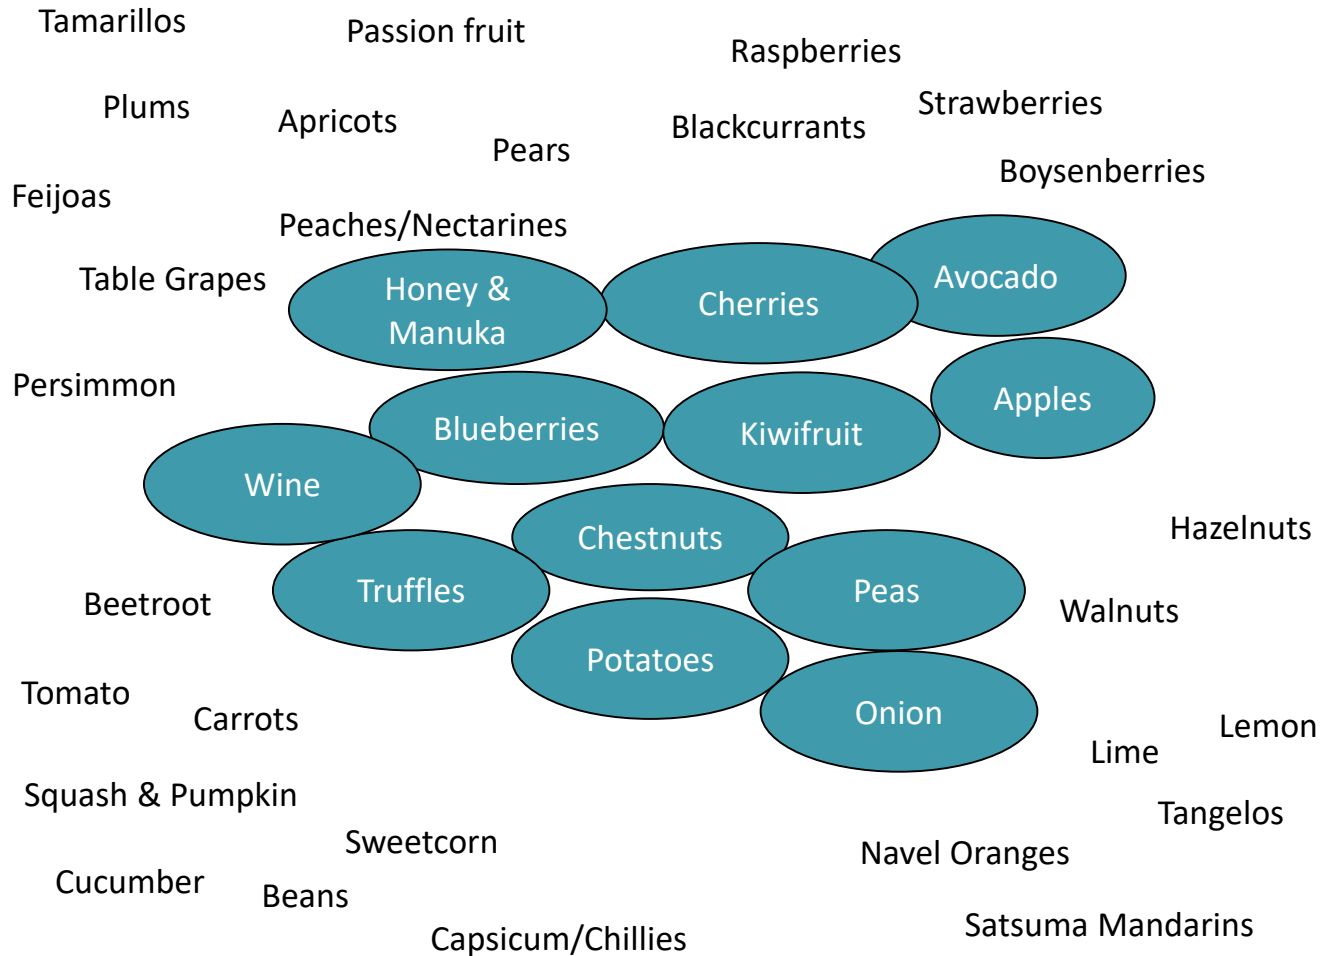 Tamarillos
Passion fruit
Raspberries
Plums
Apricots
Pears
Blackcurrants
Strawberries
Boysenberries
Feijoas
Peaches/Nectarines
Table Grapes
Honey &
Manuka
Cherries
Avocado
Persimmon
Blueberries
Kiwifruit
Apples
Wine
Chestnuts
Hazelnuts
Truffles
Peas
Beetroot
Walnuts
Potatoes
Tomato
Carrots
Onion
Lemon
Lime
Squash & Pumpkin
Tangelos
Sweetcorn
Navel Oranges
Cucumber
Beans
Capsicum/Chillies
Satsuma Mandarins